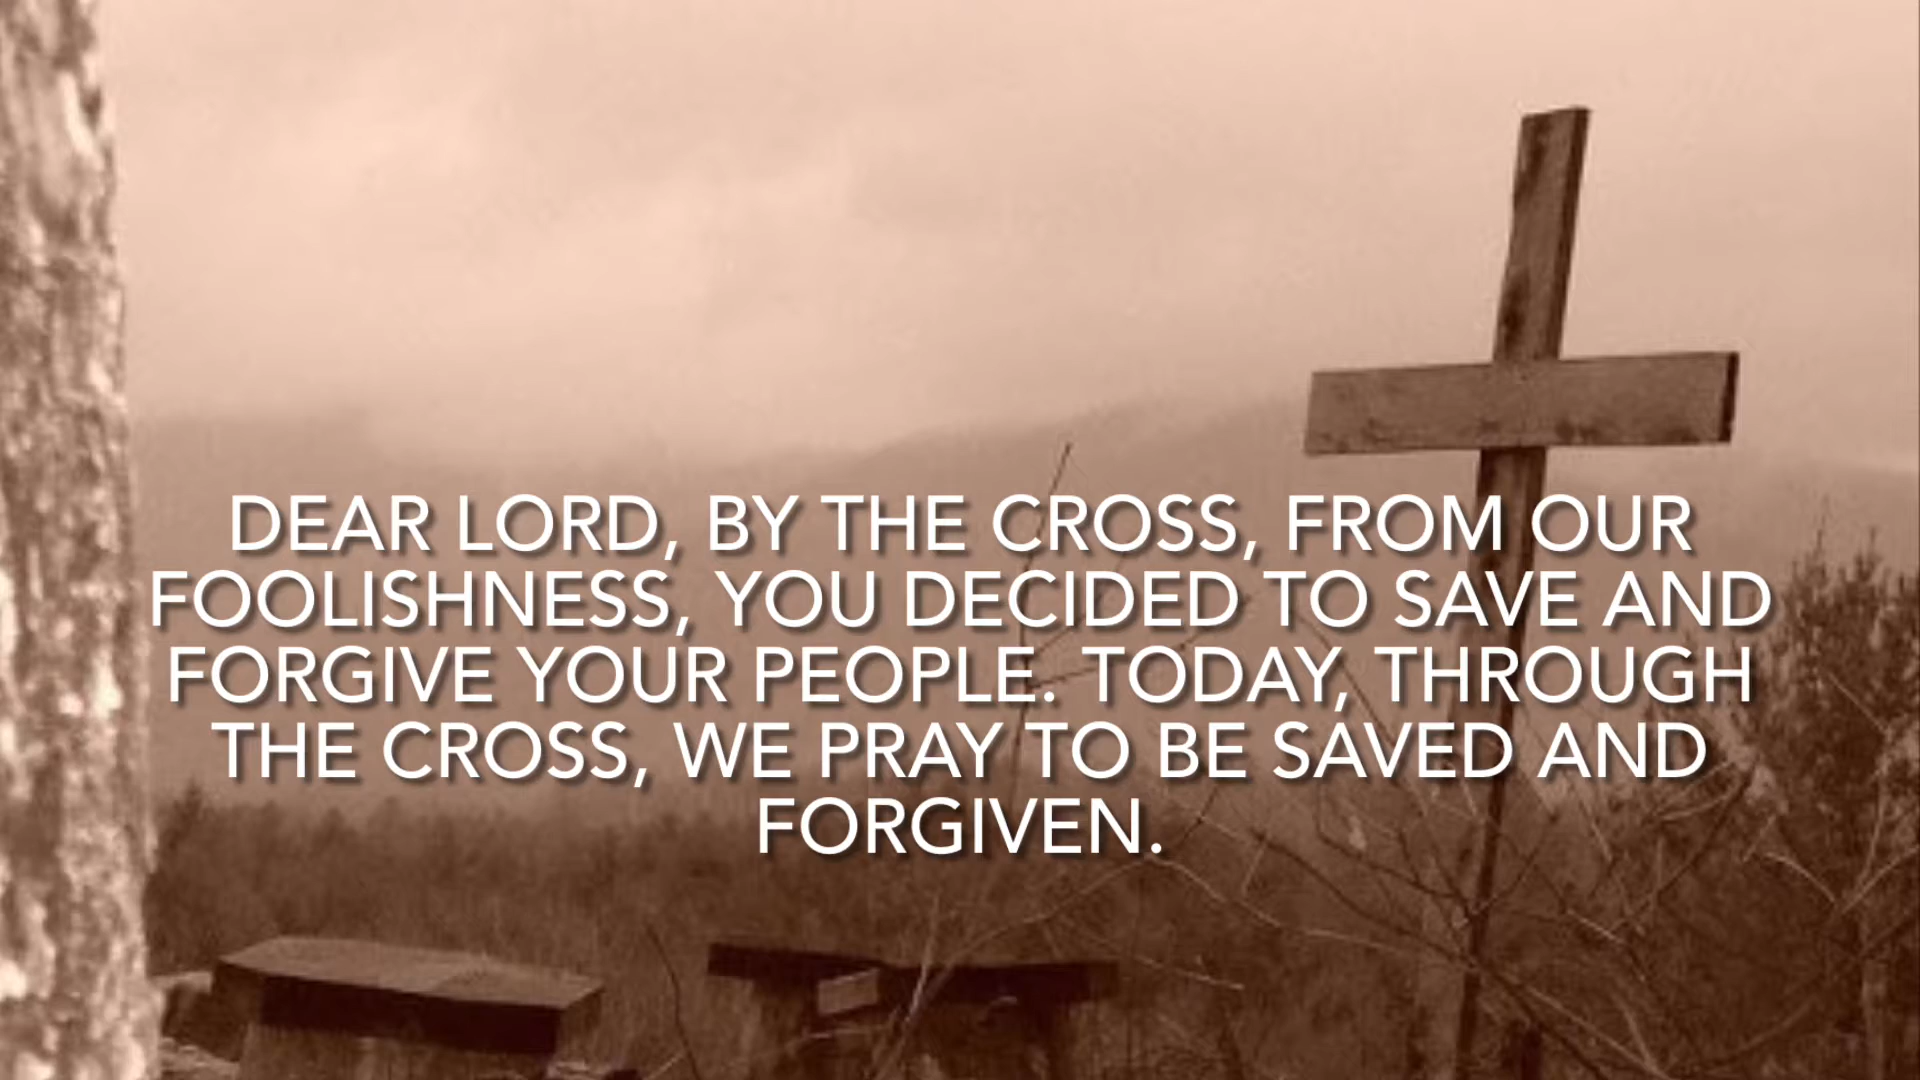 DEAR LORD, BY THE CROSS, FROM OUR
FOOLISHNESS, YOU DECIDED TO SAVE AND
FORGIVE YOUR PEOPLE. TODAY, THROUGH
THE CROSS, WE PRAY TO BE SAVED AND
FORGIVEN.